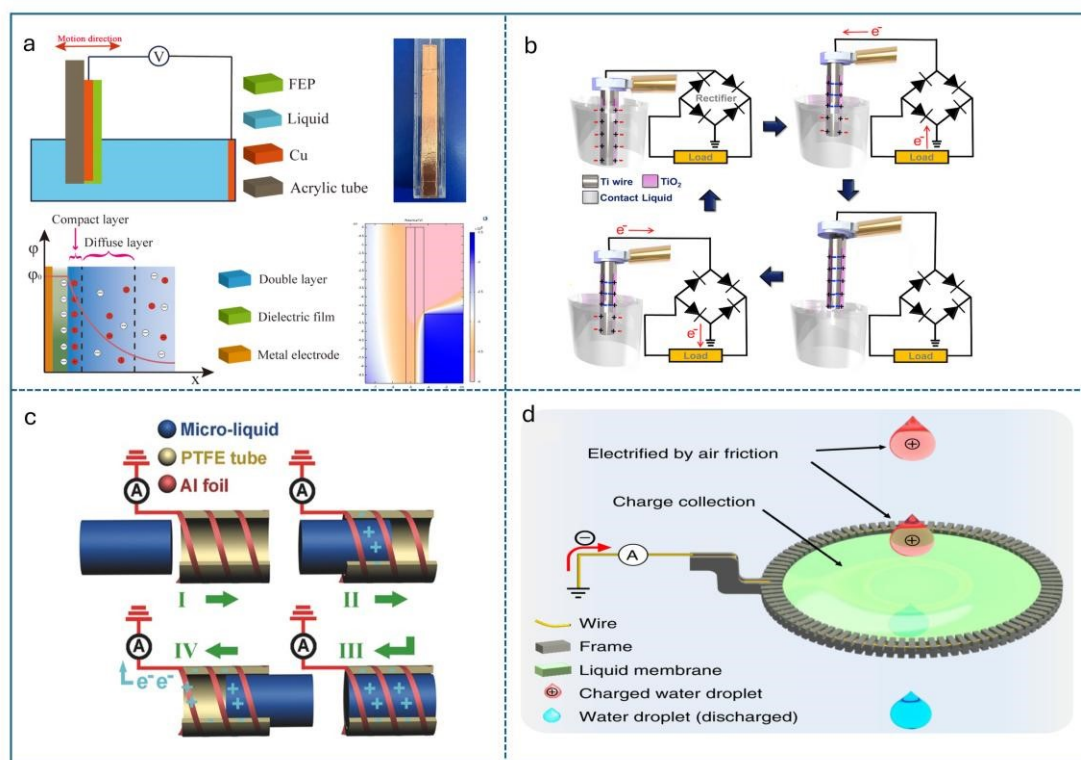 a
Motion direction
V
FEP
Liquid
Cu
Acrylic tube
Compact layer
Diffuse layer
φ
φ₀
x
Double layer
Dielectric film
Metal electrode
b
e⁻
Rectifier
Load
e⁻
Load
Ti wire
TiO₂
Contact Liquid
e⁻
e⁻
Load
Load
c
Micro-liquid
PTFE tube
Al foil
A
A
I
II
A
IV
e⁻e⁻
A
III
d
Electrified by air friction
Charge collection
A
Wire
Frame
Liquid membrane
Charged water droplet
Water droplet (discharged)